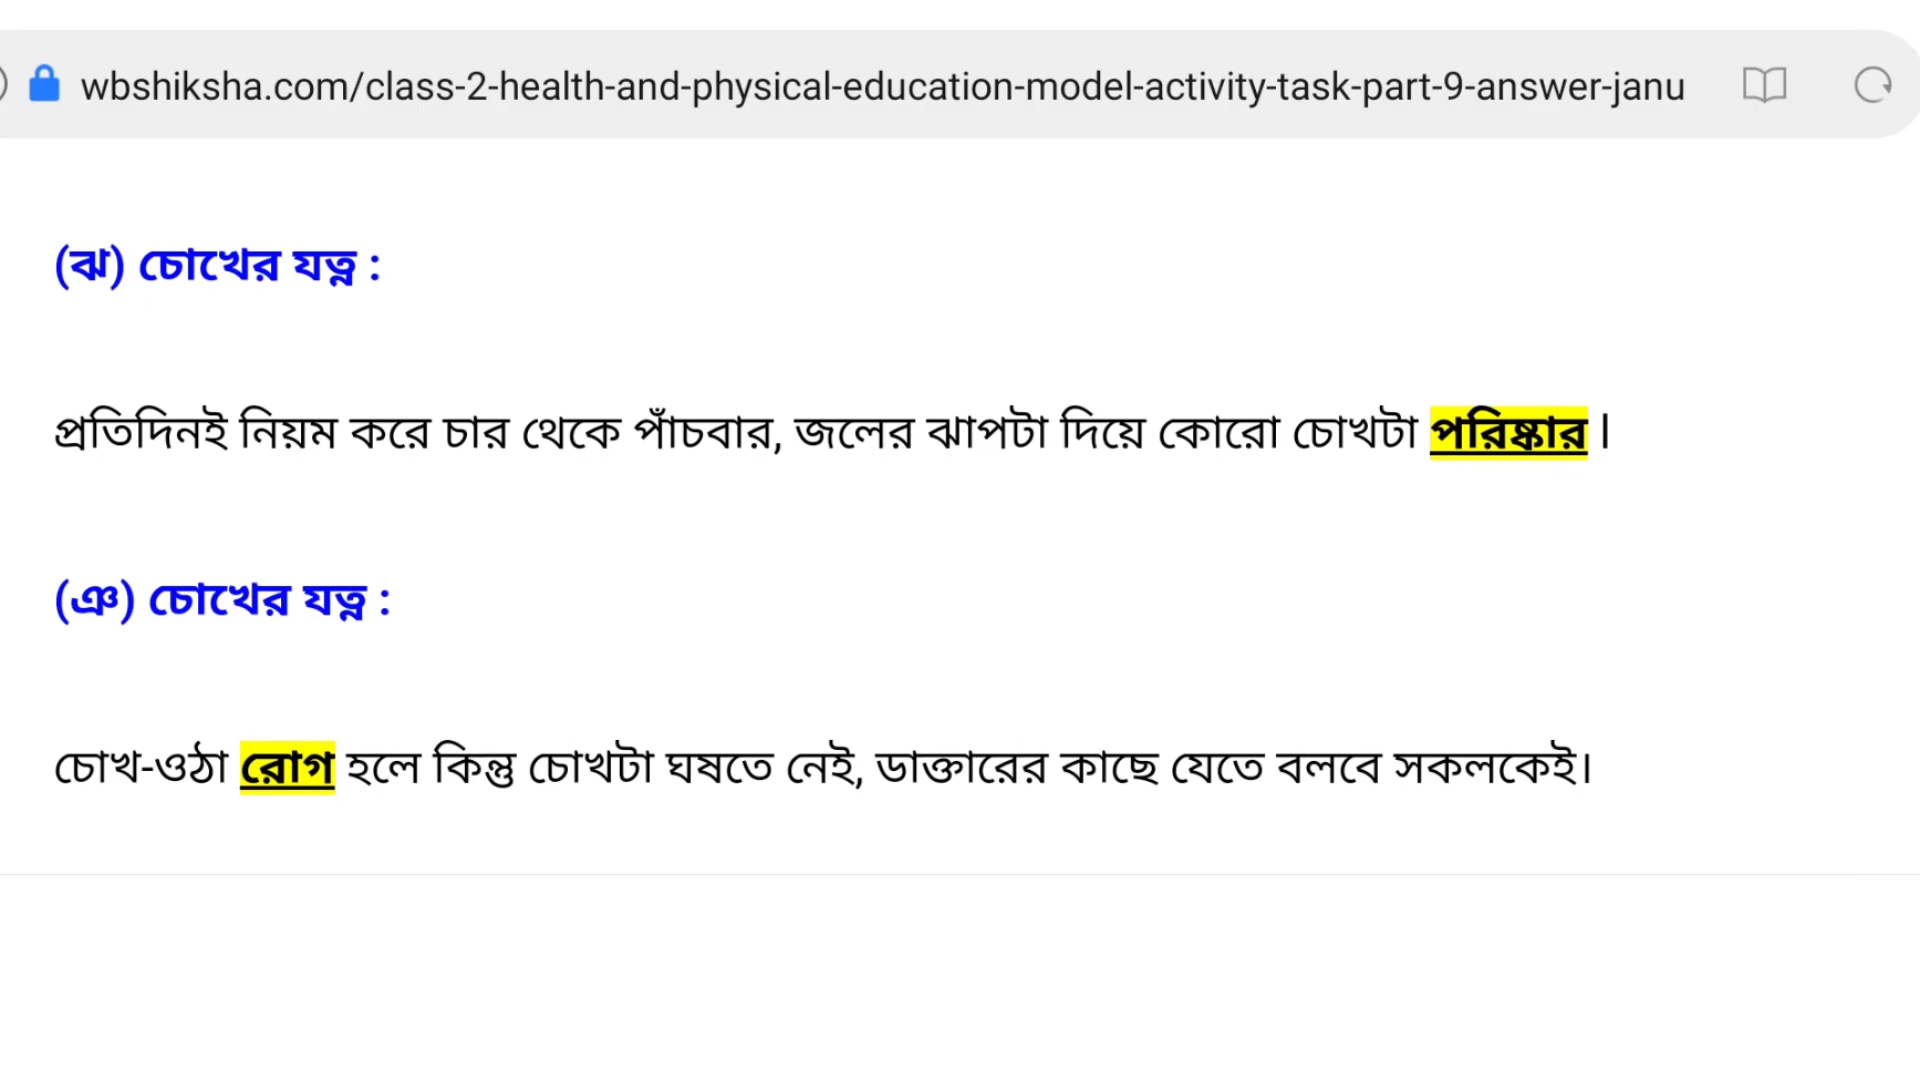 wbshiksha.com/class-2-health-and-physical-education-model-activity-task-part-9-answer-janu
(ঝ) চোখের যত্ন :
প্রতিদিনই নিয়ম করে চার থেকে পাঁচবার, জলের ঝাপটা দিয়ে কোরো চোখটা পরিষ্কার |
(ঞ) চোখের যত্ন :
চোখ-ওঠা রোগ হলে কিন্তু চোখটা ঘষতে নেই, ডাক্তারের কাছে যেতে বলবে সকলকেই।